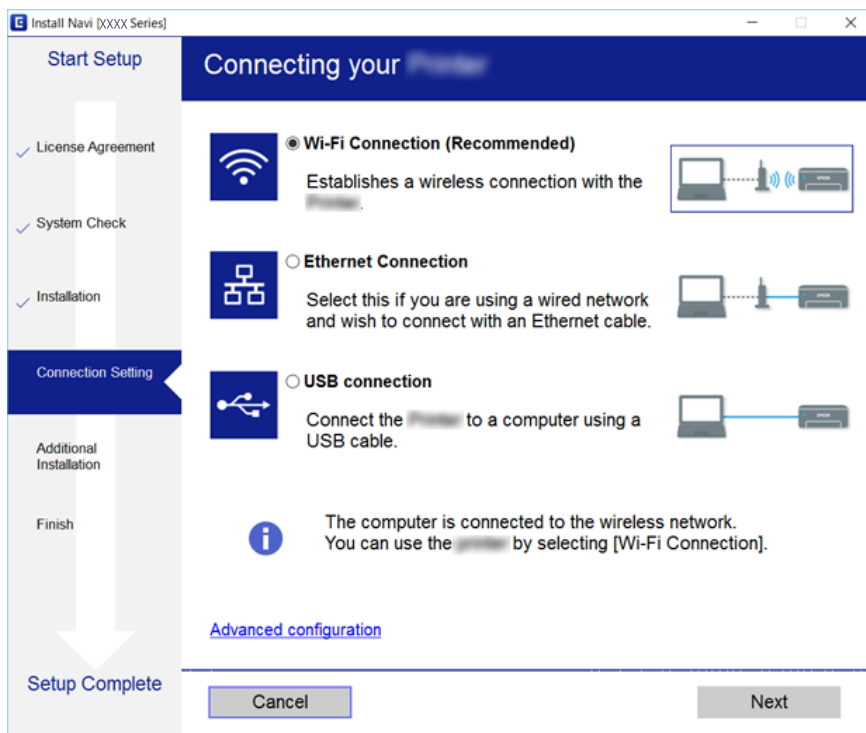 Install Navi [XXXX Series]
Start Setup
License Agreement
System Check
Installation
Connection Setting
Additional
Installation
Finish
Setup Complete
Connecting your
Wi-Fi Connection (Recommended)
Establishes a wireless connection with the
Ethernet Connection
Select this if you are using a wired network
and wish to connect with an Ethernet cable.
USB connection
Connect the to a computer using a
USB cable.
The computer is connected to the wireless network.
You can use the by selecting [Wi-Fi Connection].
Advanced configuration
Cancel
Next